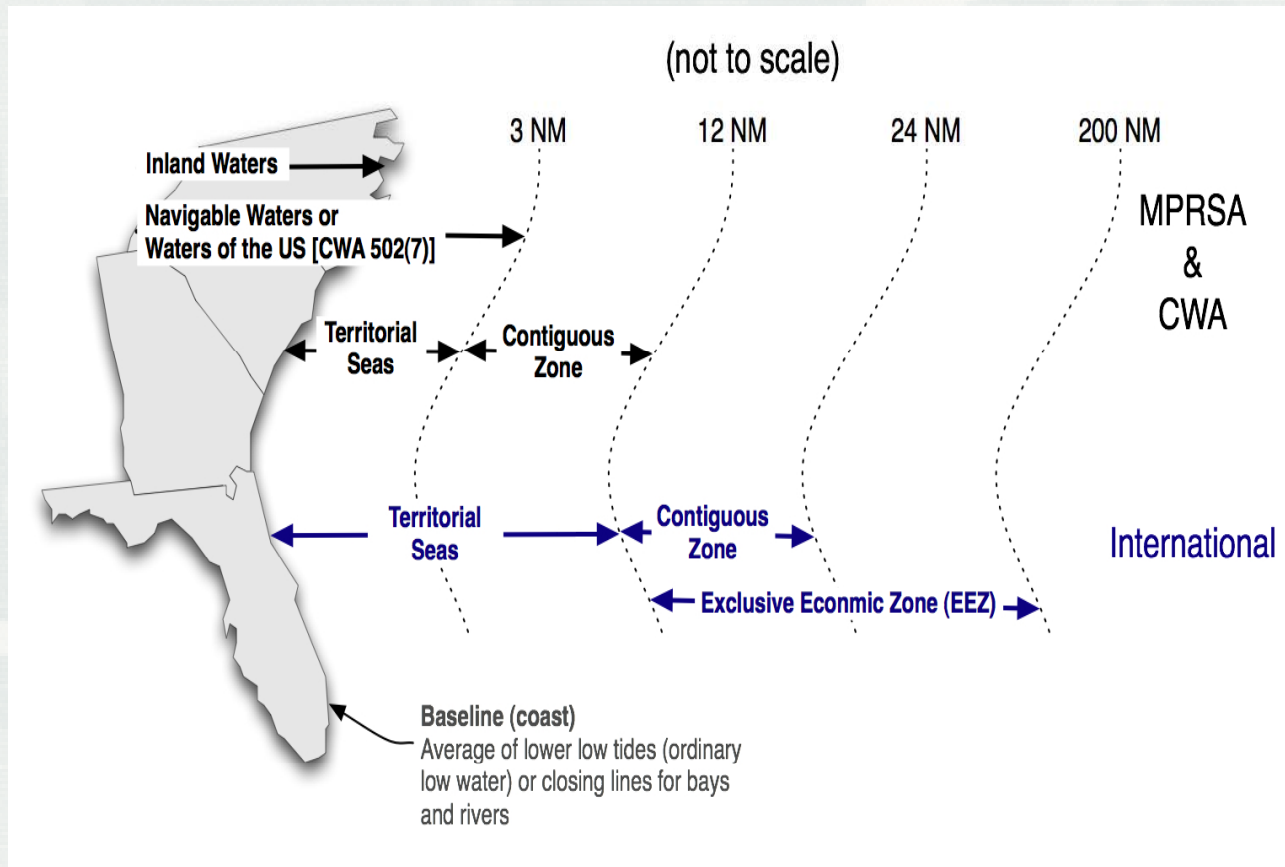 (not to scale)
3 NM
12 NM
24 NM
200 NM
Inland Waters
Navigable Waters or
Waters of the US [CWA 502(7)]
MPRSA
&
CWA
Territorial
Seas
Contiguous
Zone
Territorial
Seas
Contiguous
Zone
International
Exclusive Econmic Zone (EEZ)
Baseline (coast)
Average of lower low tides (ordinary
low water) or closing lines for bays
and rivers